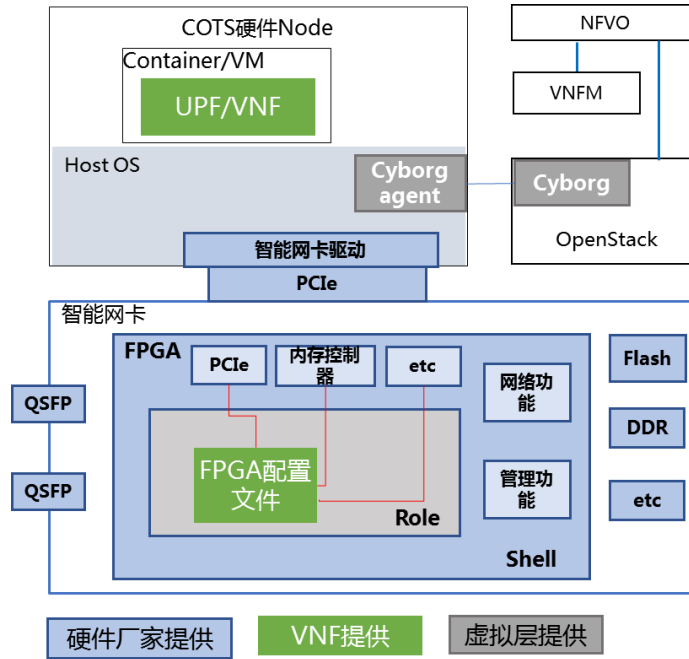 COTS硬件Node
Container/VM
UPF/VNF
Host OS
Cyborg
agent
智能网卡驱动
PCIe
NFVO
VNFM
Cyborg
OpenStack
智能网卡
FPGA
PCIe
内存控制
器
etc
网络功
能
FPGA配置
文件
Role
管理功
能
Shell
QSFP
QSFP
Flash
DDR
etc
硬件厂家提供
VNF提供
虚拟层提供